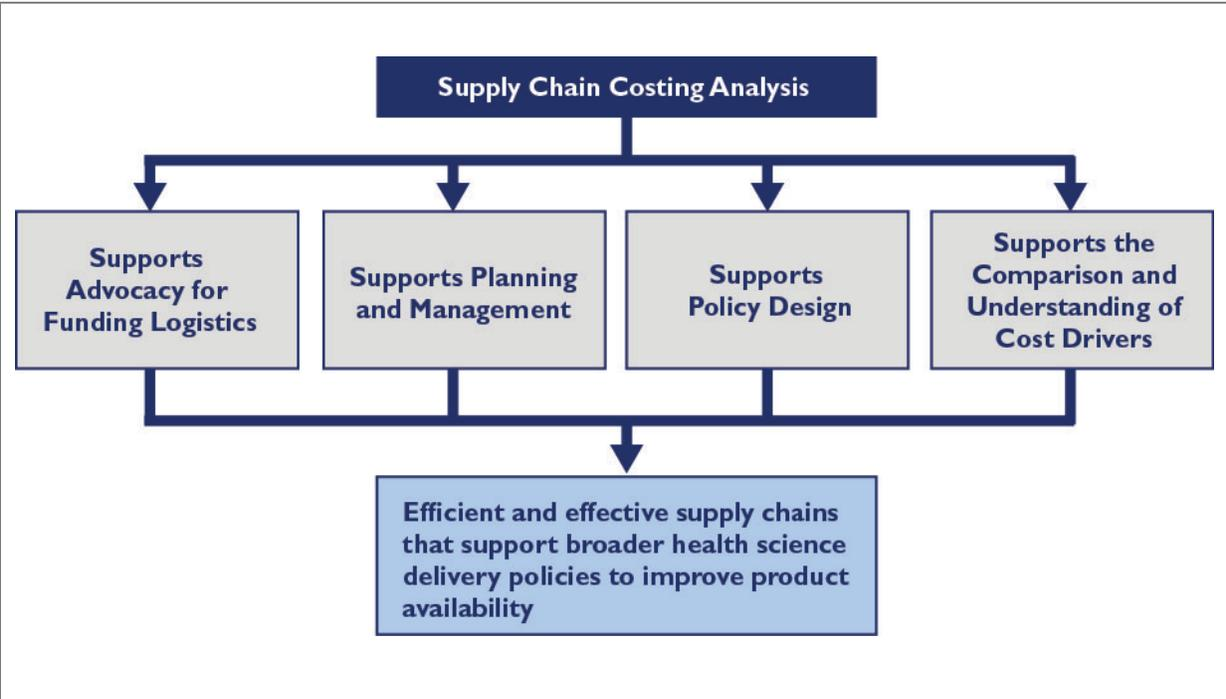 Supply Chain Costing Analysis
Supports
Advocacy for
Funding Logistics
Supports Planning
and Management
Supports
Policy Design
Supports the
Comparison and
Understanding of
Cost Drivers
Efficient and effective supply chains
that support broader health science
delivery policies to improve product
availability